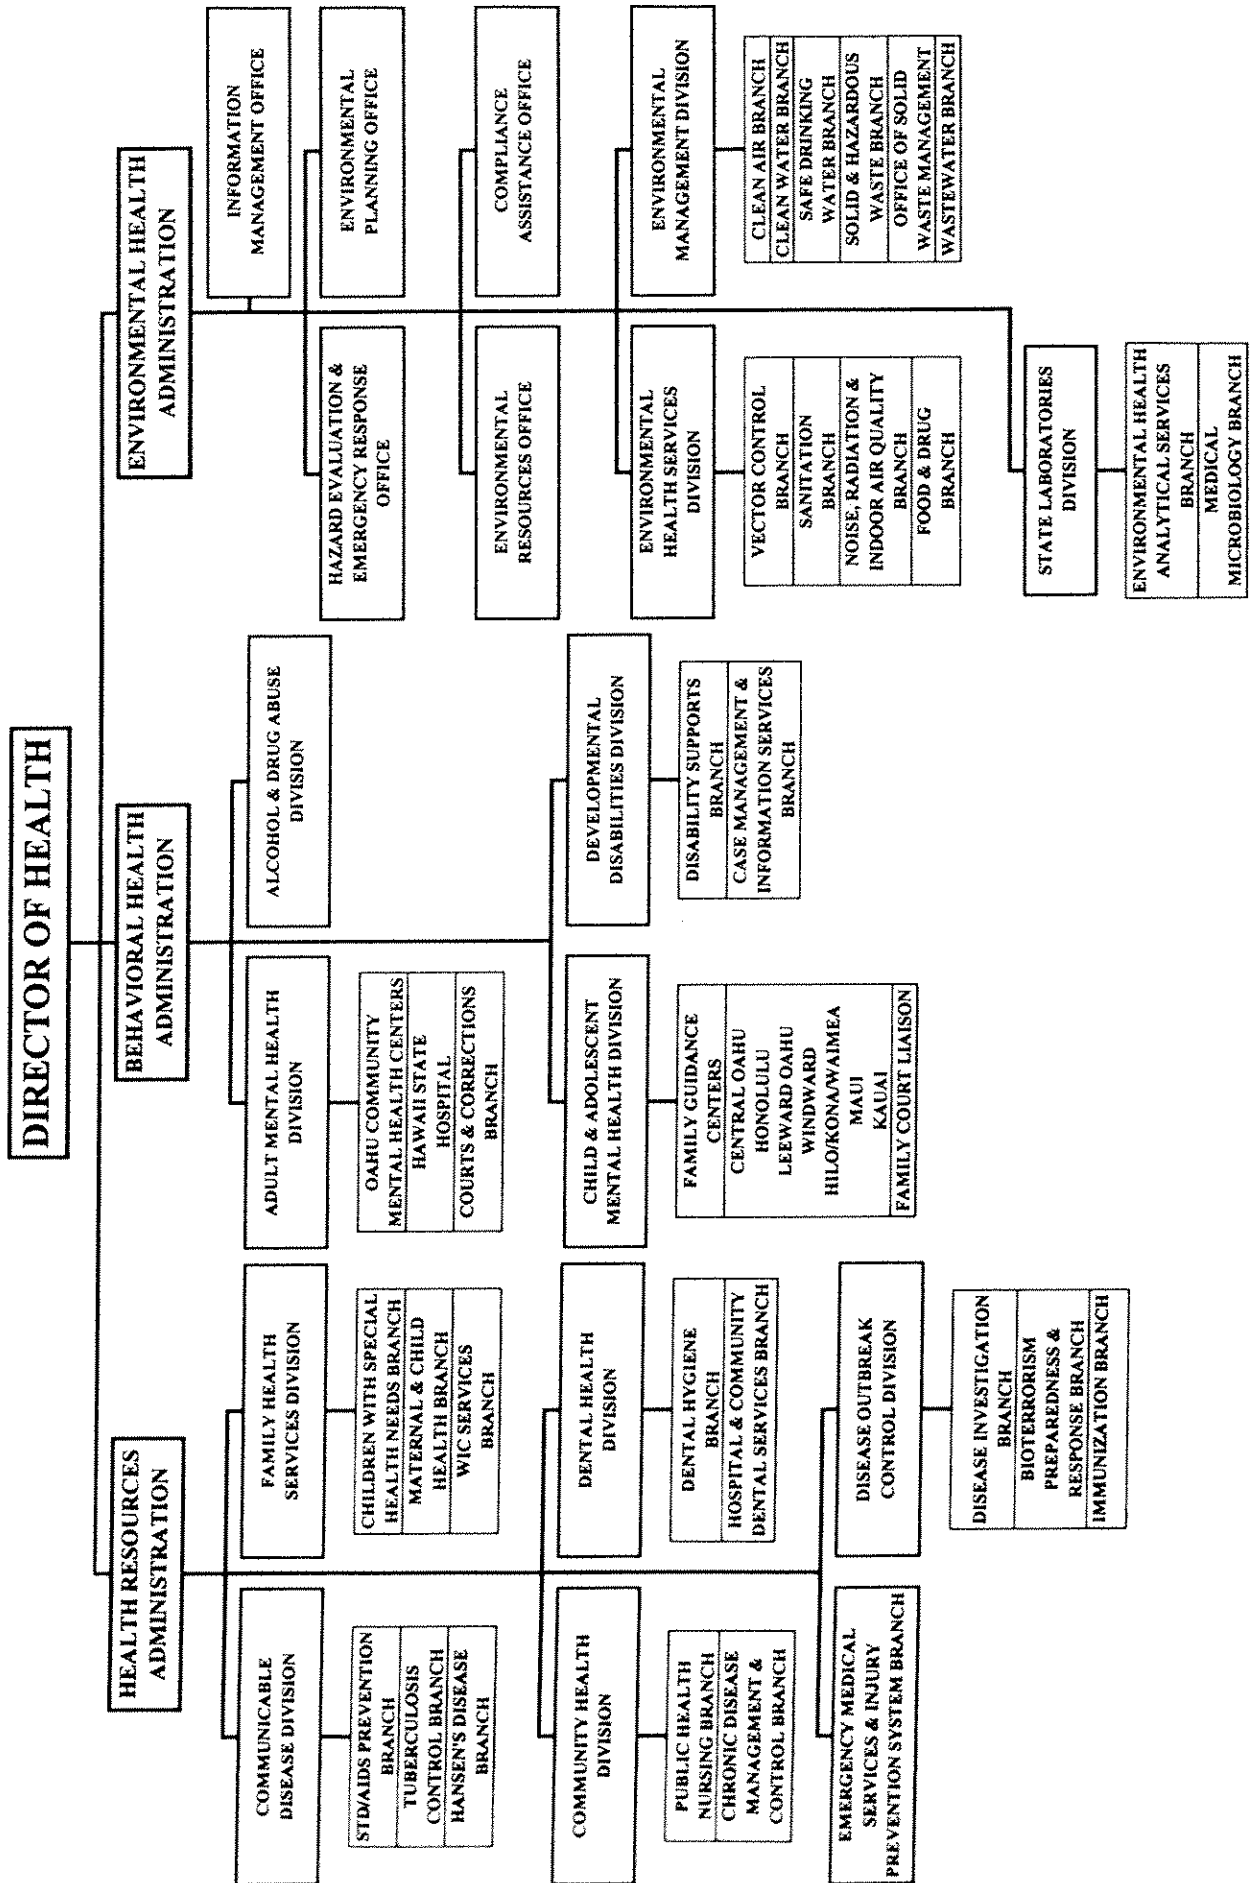 DIRECTOR OF HEALTH
HEALTH RESOURCES
ADMINISTRATION
BEHAVIORAL HEALTH
ADMINISTRATION
ENVIRONMENTAL HEALTH
ADMINISTRATION
COMMUNICABLE
DISEASE DIVISION
STD/AIDS PREVENTION
BRANCH
TUBERCULOSIS
CONTROL BRANCH
HANSEN'S DISEASE
BRANCH
FAMILY HEALTH
SERVICES DIVISION
CHILDREN WITH SPECIAL
HEALTH NEEDS BRANCH
MATERNAL & CHILD
HEALTH BRANCH
WIC SERVICES
BRANCH
COMMUNITY HEALTH
DIVISION
PUBLIC HEALTH
NURSING BRANCH
CHRONIC DISEASE
MANAGEMENT &
CONTROL BRANCH
DENTAL HEALTH
DIVISION
DENTAL HYGIENE
BRANCH
HOSPITAL & COMMUNITY
DENTAL SERVICES BRANCH
EMERGENCY MEDICAL
SERVICES & INJURY
PREVENTION SYSTEM BRANCH
DISEASE OUTBREAK
CONTROL DIVISION
DISEASE INVESTIGATION
BRANCH
BIOTERRORISM
PREPAREDNESS &
RESPONSE BRANCH
IMMUNIZATION BRANCH
ADULT MENTAL HEALTH
DIVISION
OAHU COMMUNITY
MENTAL HEALTH CENTERS
HAWAII STATE
HOSPITAL
COURTS & CORRECTIONS
BRANCH
ALCOHOL & DRUG ABUSE
DIVISION
CHILD & ADOLESCENT
MENTAL HEALTH DIVISION
FAMILY GUIDANCE
CENTERS
CENTRAL OAHU
HONOLULU
LEEWARD OAHU
WINDWARD
HILO/KONA/WAIMEA
MAUI
KAUAI
FAMILY COURT LIAISON
DEVELOPMENTAL
DISABILITIES DIVISION
DISABILITY SUPPORTS
BRANCH
CASE MANAGEMENT &
INFORMATION SERVICES
BRANCH
INFORMATION
MANAGEMENT OFFICE
HAZARD EVALUATION &
EMERGENCY RESPONSE
OFFICE
ENVIRONMENTAL
PLANNING OFFICE
ENVIRONMENTAL
RESOURCES OFFICE
COMPLIANCE
ASSISTANCE OFFICE
ENVIRONMENTAL
HEALTH SERVICES
DIVISION
VECTOR CONTROL
BRANCH
SANITATION
BRANCH
NOISE, RADIATION &
INDOOR AIR QUALITY
BRANCH
FOOD & DRUG
BRANCH
ENVIRONMENTAL
MANAGEMENT DIVISION
CLEAN AIR BRANCH
CLEAN WATER BRANCH
SAFE DRINKING
WATER BRANCH
SOLID & HAZARDOUS
WASTE BRANCH
OFFICE OF SOLID
WASTE MANAGEMENT
WASTEWATER BRANCH
STATE LABORATORIES
DIVISION
ENVIRONMENTAL HEALTH
ANALYTICAL SERVICES
BRANCH
MEDICAL
MICROBIOLOGY BRANCH